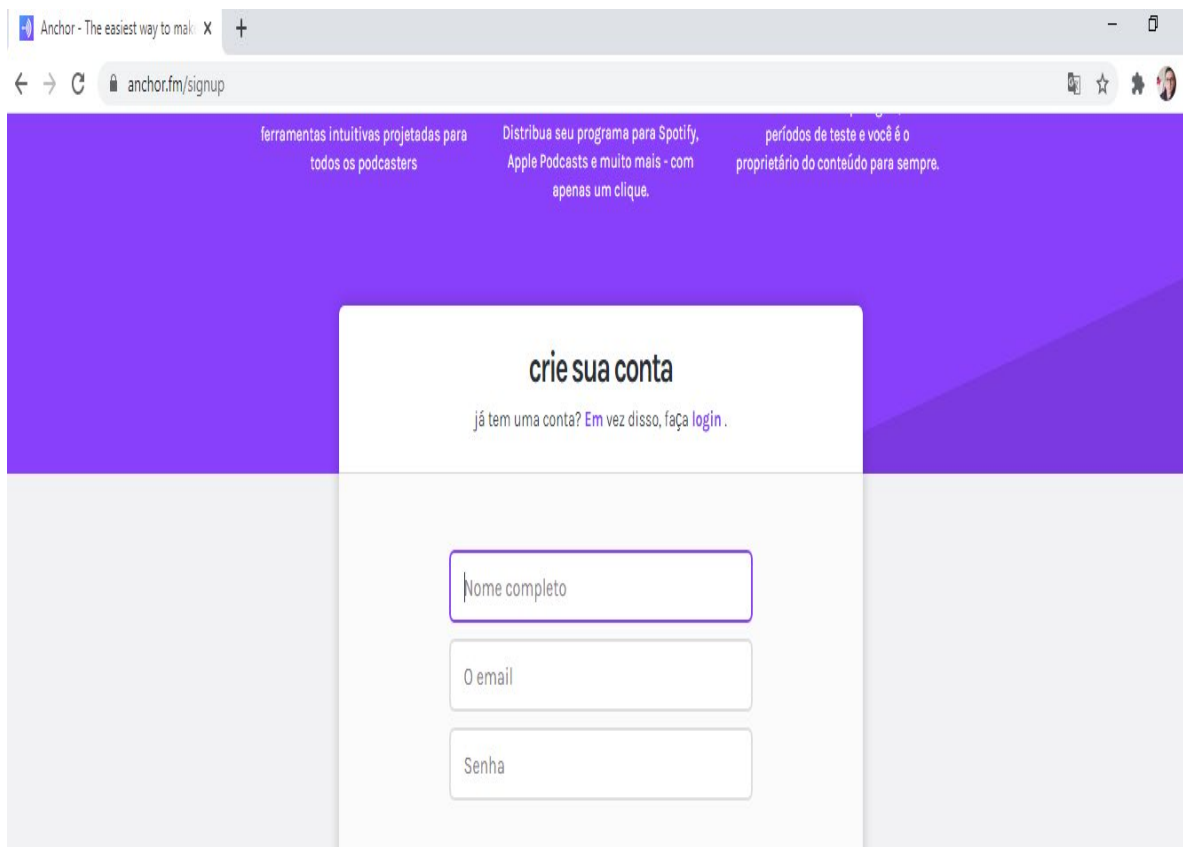 Anchor - The easiest way to mak
anchor.fm/signup
ferramentas intuitivas projetadas para
todos os podcasters
Distribua seu programa para Spotify,
Apple Podcasts e muito mais - com
apenas um clique.
períodos de teste e você é o
proprietário do conteúdo para sempre.
crie sua conta
já tem uma conta? Em vez disso, faça login .
Nome completo
O email
Senha